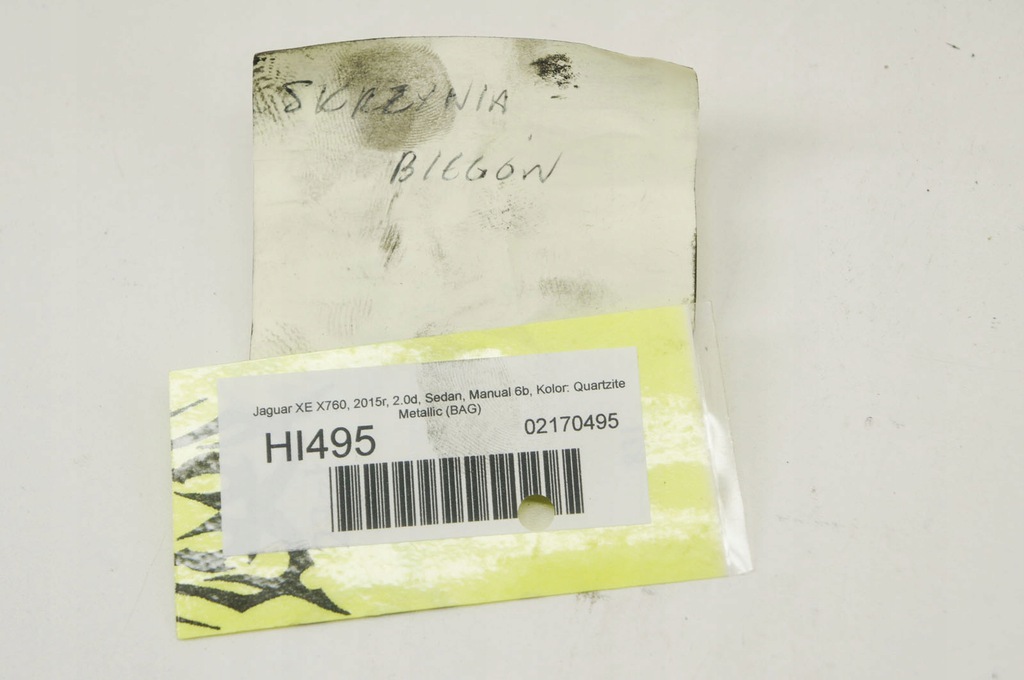 SKRZYNIA
BIEGÓW
Jaguar XE X760, 2015r, 2.0d, Sedan, Manual 6b, Kolor: Quartzite
Metallic (BAG)
HI495
02170495